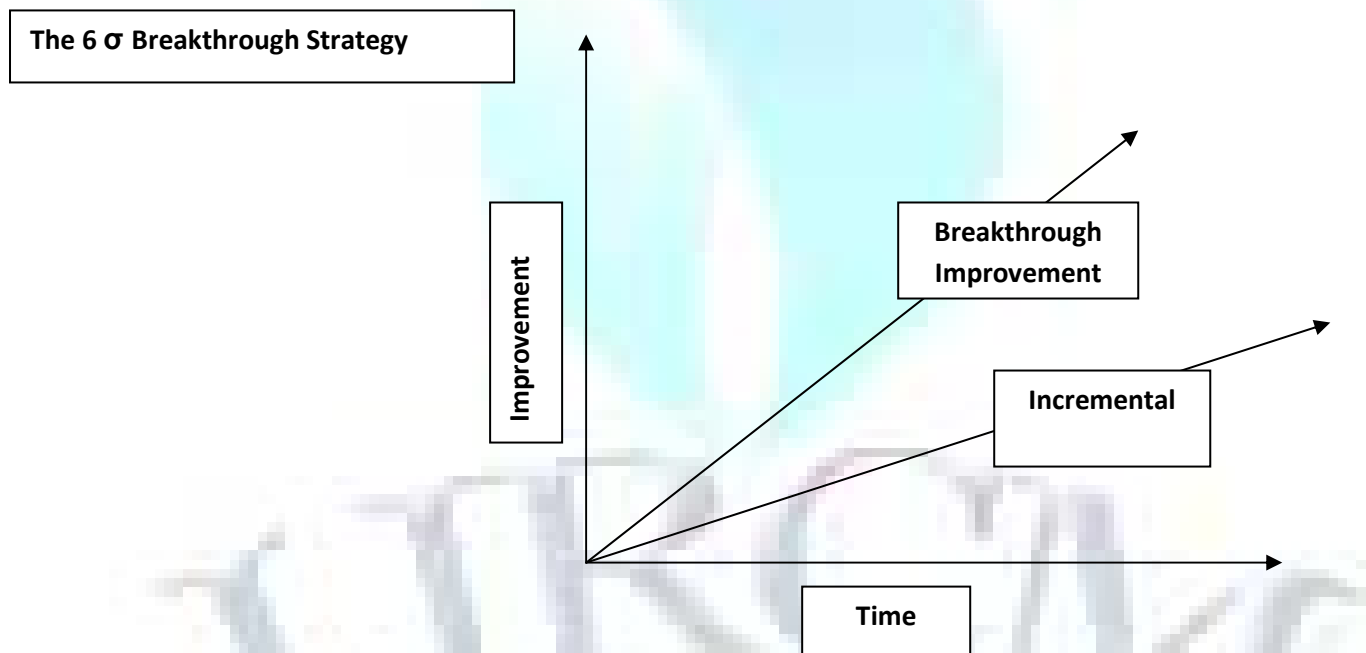 The 6 σ Breakthrough Strategy
Breakthrough
Improvement
Improvement
Incremental
Time